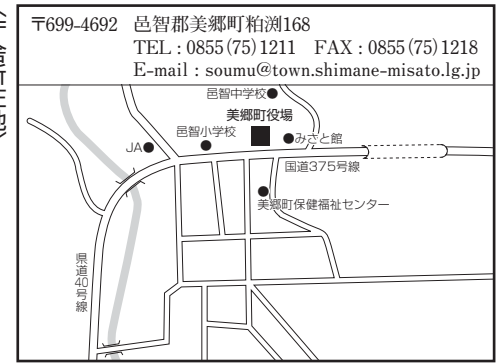 〒699-4692 邑智郡美郷町粕渕168
TEL : 0855(75)1211 FAX : 0855(75)1218
E-mail : soumu@town.shimane-misato.lg.jp
邑智中学校
美郷町役場
邑智小学校
みさと館
JA
国道375号線
美郷町保健福祉センター
県道40号線